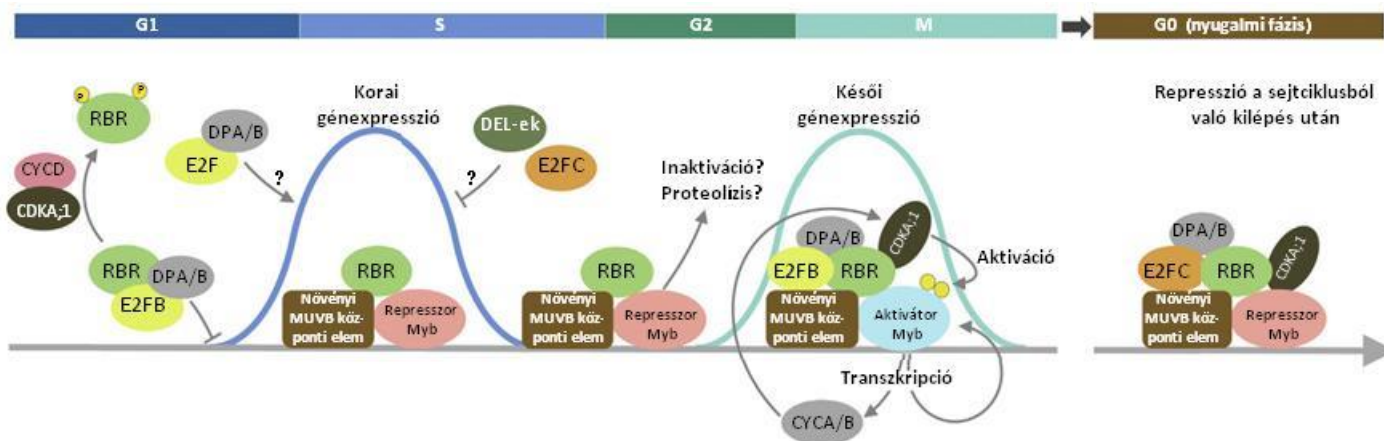 G1
S
G2
M
G0 (nyugalmi fázis)
P
P
RBR
CYCD
CDKA;1
RBR
DPA/B
E2FB
DPA/B
E2F
?
Korai
génexpresszió
?
DEL-ek
E2FC
RBR
Növényi
MUVB köz-
ponti elem
Represszor
Myb
Inaktiváció?
Proteolízis?
RBR
Növényi
MUVB köz-
ponti elem
Represszor
Myb
Késői
génexpresszió
DPA/B
CDKA;1
E2FB
RBR
Aktiváció
Növényi
MUVB köz-
ponti elem
Aktivátor
Myb
Transzkripció
CYCA/B
Represszió a sejtciklusból
való kilépés után
DPA/B
CDKA;1
E2FC
RBR
Növényi
MUVB köz-
ponti elem
Represszor
Myb